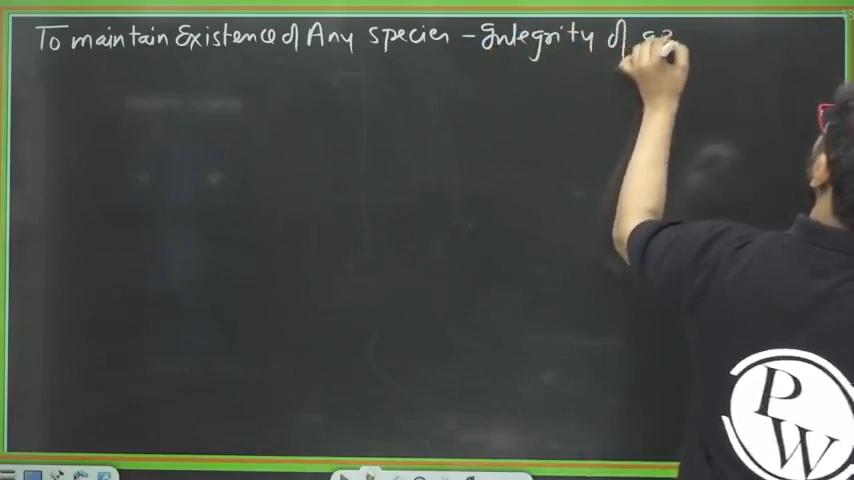 To maintain Existence of Any species - Integrity of
PW